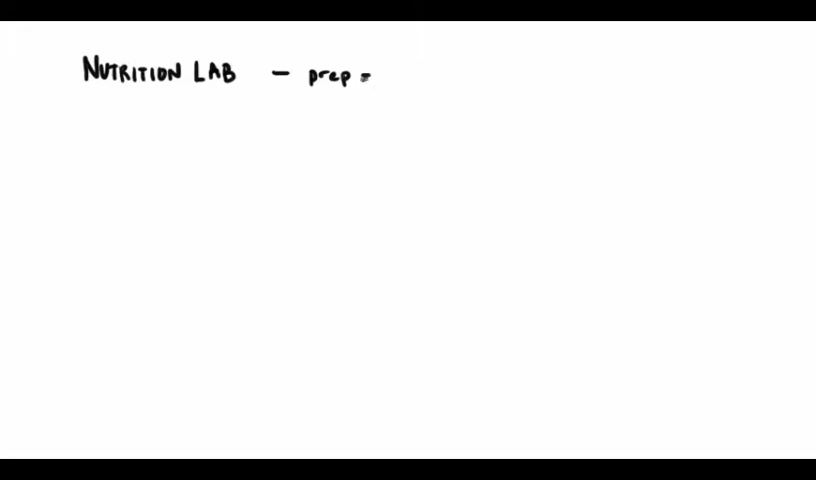 NUTRITION LAB - prep =